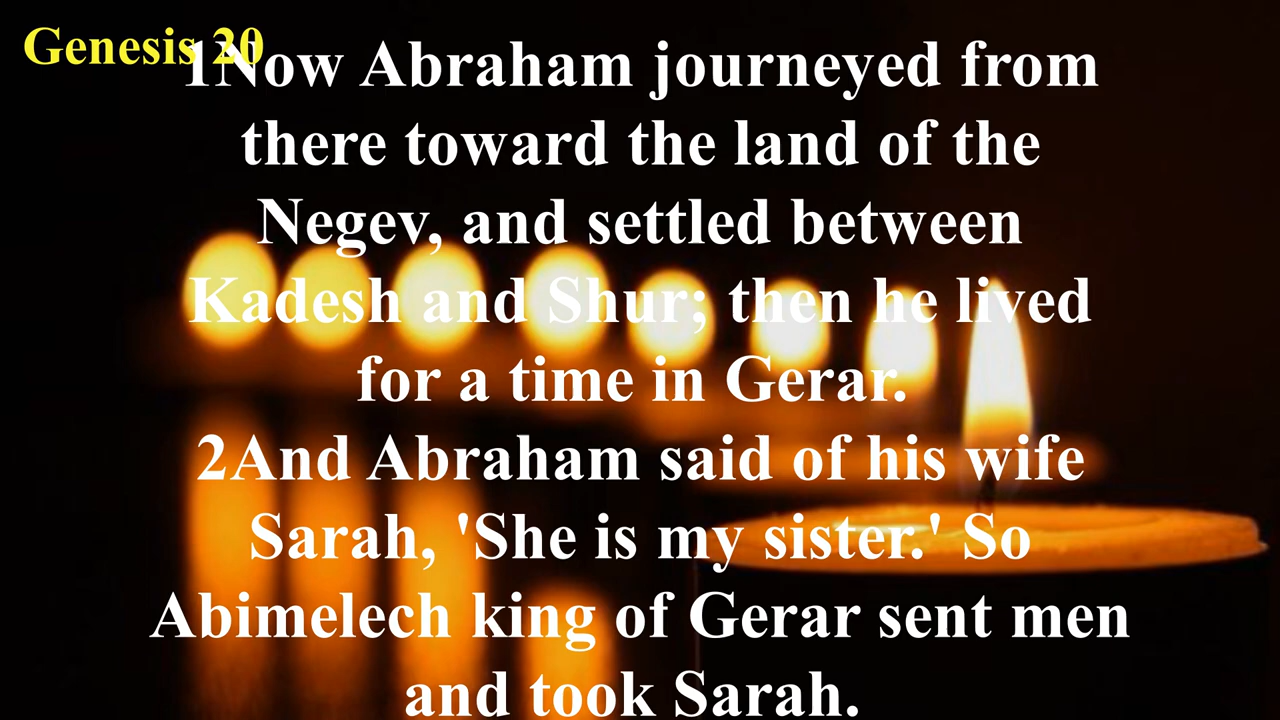 Genesis 20
1Now Abraham journeyed from
there toward the land of the
Negev, and settled between
Kadesh and Shur; then he lived
for a time in Gerar.
2And Abraham said of his wife
Sarah, 'She is my sister.' So
Abimelech king of Gerar sent men
and took Sarah.